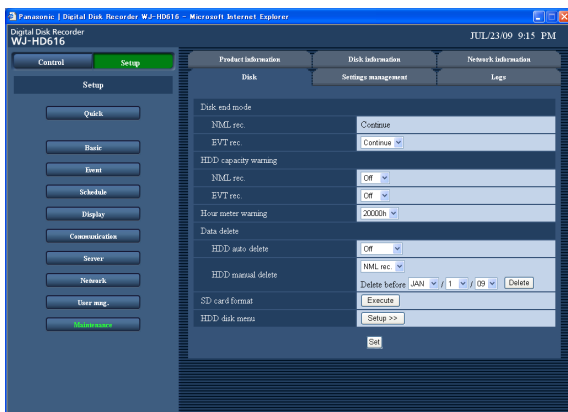 Panasonic | Digital Disk Recorder WJ-HD616 - Microsoft Internet Explorer
Digital Disk Recorder
WJ-HD616
JUL/23/09 9:15 PM
Control Setup
Product information Disk information Network information
Disk Settings management Logs
Setup
Quick
Basic
Event
Schedule
Display
Communication
Server
Network
User mng.
Maintenance
Disk end mode
NML rec. Continue
EVT rec. Continue
HDD capacity warning
NML rec. Off
EVT rec. Off
Hour meter warning 20000h
Data delete
HDD auto delete Off
HDD manual delete NML rec.
Delete before JAN / 1 / 09 Delete
SD card format Execute
HDD disk menu Setup >>
Set